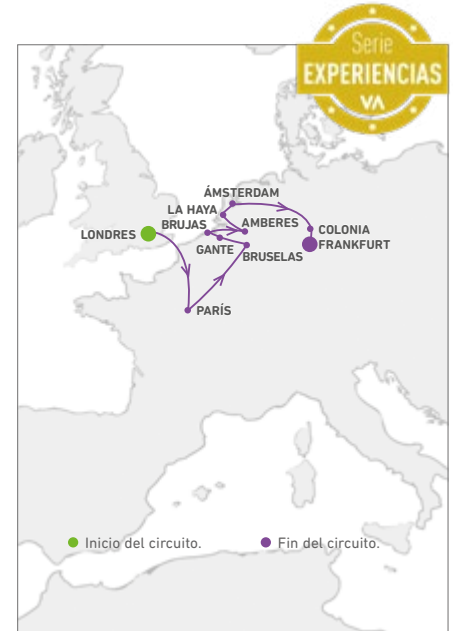 Serie
EXPERIENCIAS
VA
ÁMSTERDAM
LA HAYA
BRUJAS
AMBERES
LONDRES
COLONIA
GANTE
FRANKFURT
BRUSELAS
PARÍS
Inicio del circuito.
Fin del circuito.